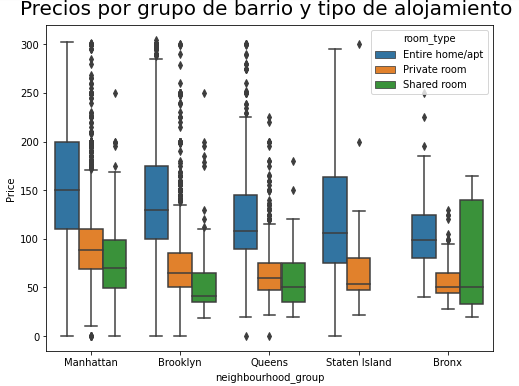 Precios por grupo de barrio y tipo de alojamiento
room_type
Entire home/apt
Private room
Shared room
Price
300
250
200
150
100
50
0
Manhattan
Brooklyn
Queens
Staten Island
Bronx
neighbourhood_group